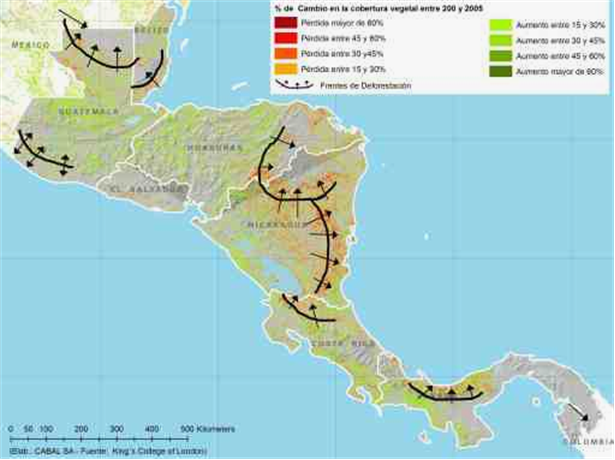 % de Cambio en la cobertura vegetal entre 200 y 2005
Pérdida mayor de 60%
Pérdida entre 45 y 60%
Pérdida entre 30 y45%
Pérdida entre 15 y 30%
Frentes de Deforestación
Aumento entre 15 y 30%
Aumento entre 30 y 45%
Aumento entre 45 y 60%
Aumento mayor de 60%
MEXICO
BELIZE
GUATEMALA
HONDURAS
EL SALVADOR
NICARAGUA
COSTA RICA
COLOMBIA
0 50 100 200 300 400 500 Kilometers
(Elab.: CABAL SA - Fuente: King´s College of London)